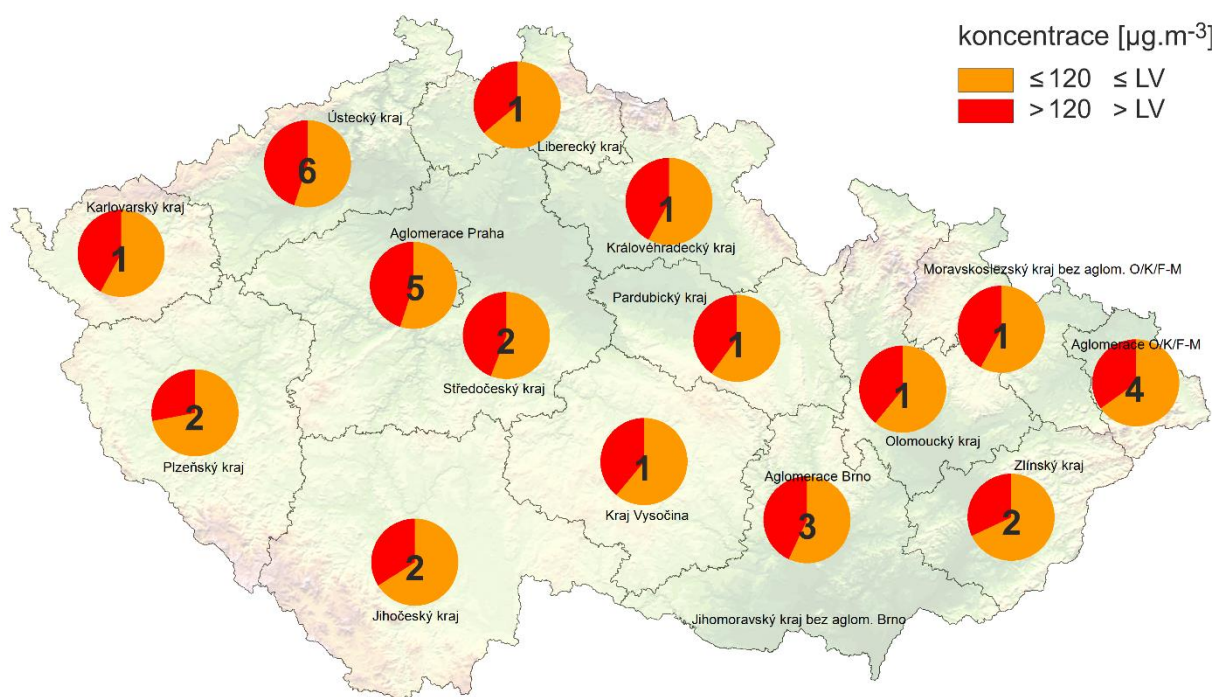 koncentrace [µg.m-3]
≤ 120 ≤ LV
> 120 > LV
1
Liberecký kraj
Ústecký kraj
6
Karlovarský kraj
1
1
Královéhradecký kraj
Aglomerace Praha
5
2
Středočeský kraj
Pardubický kraj
1
Moravskoslezský kraj bez aglom. O/K/F-M
1
Aglomerace O/K/F-M
4
1
Olomoucký kraj
2
Plzeňský kraj
1
Kraj Vysočina
Aglomerace Brno
3
Zlínský kraj
2
2
Jihočeský kraj
Jihomoravský kraj bez aglom. Brno